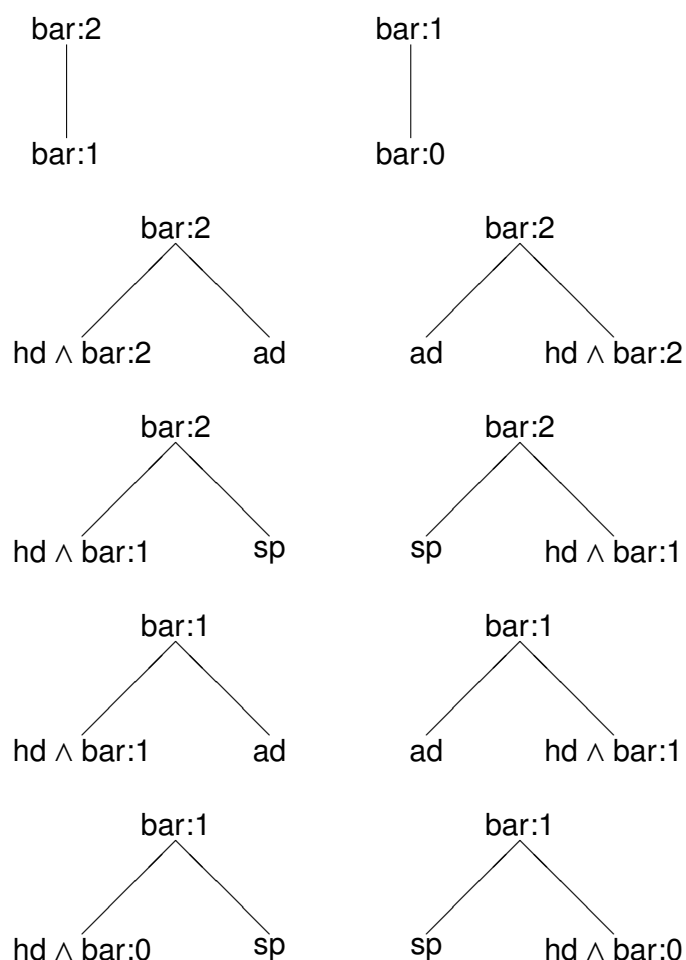 bar:2 bar:1
bar:1 bar:0
bar:2 bar:2
hd ∧ bar:2 ad ad hd ∧ bar:2
bar:2 bar:2
hd ∧ bar:1 sp sp hd ∧ bar:1
bar:1 bar:1
hd ∧ bar:1 ad ad hd ∧ bar:1
bar:1 bar:1
hd ∧ bar:0 sp sp hd ∧ bar:0